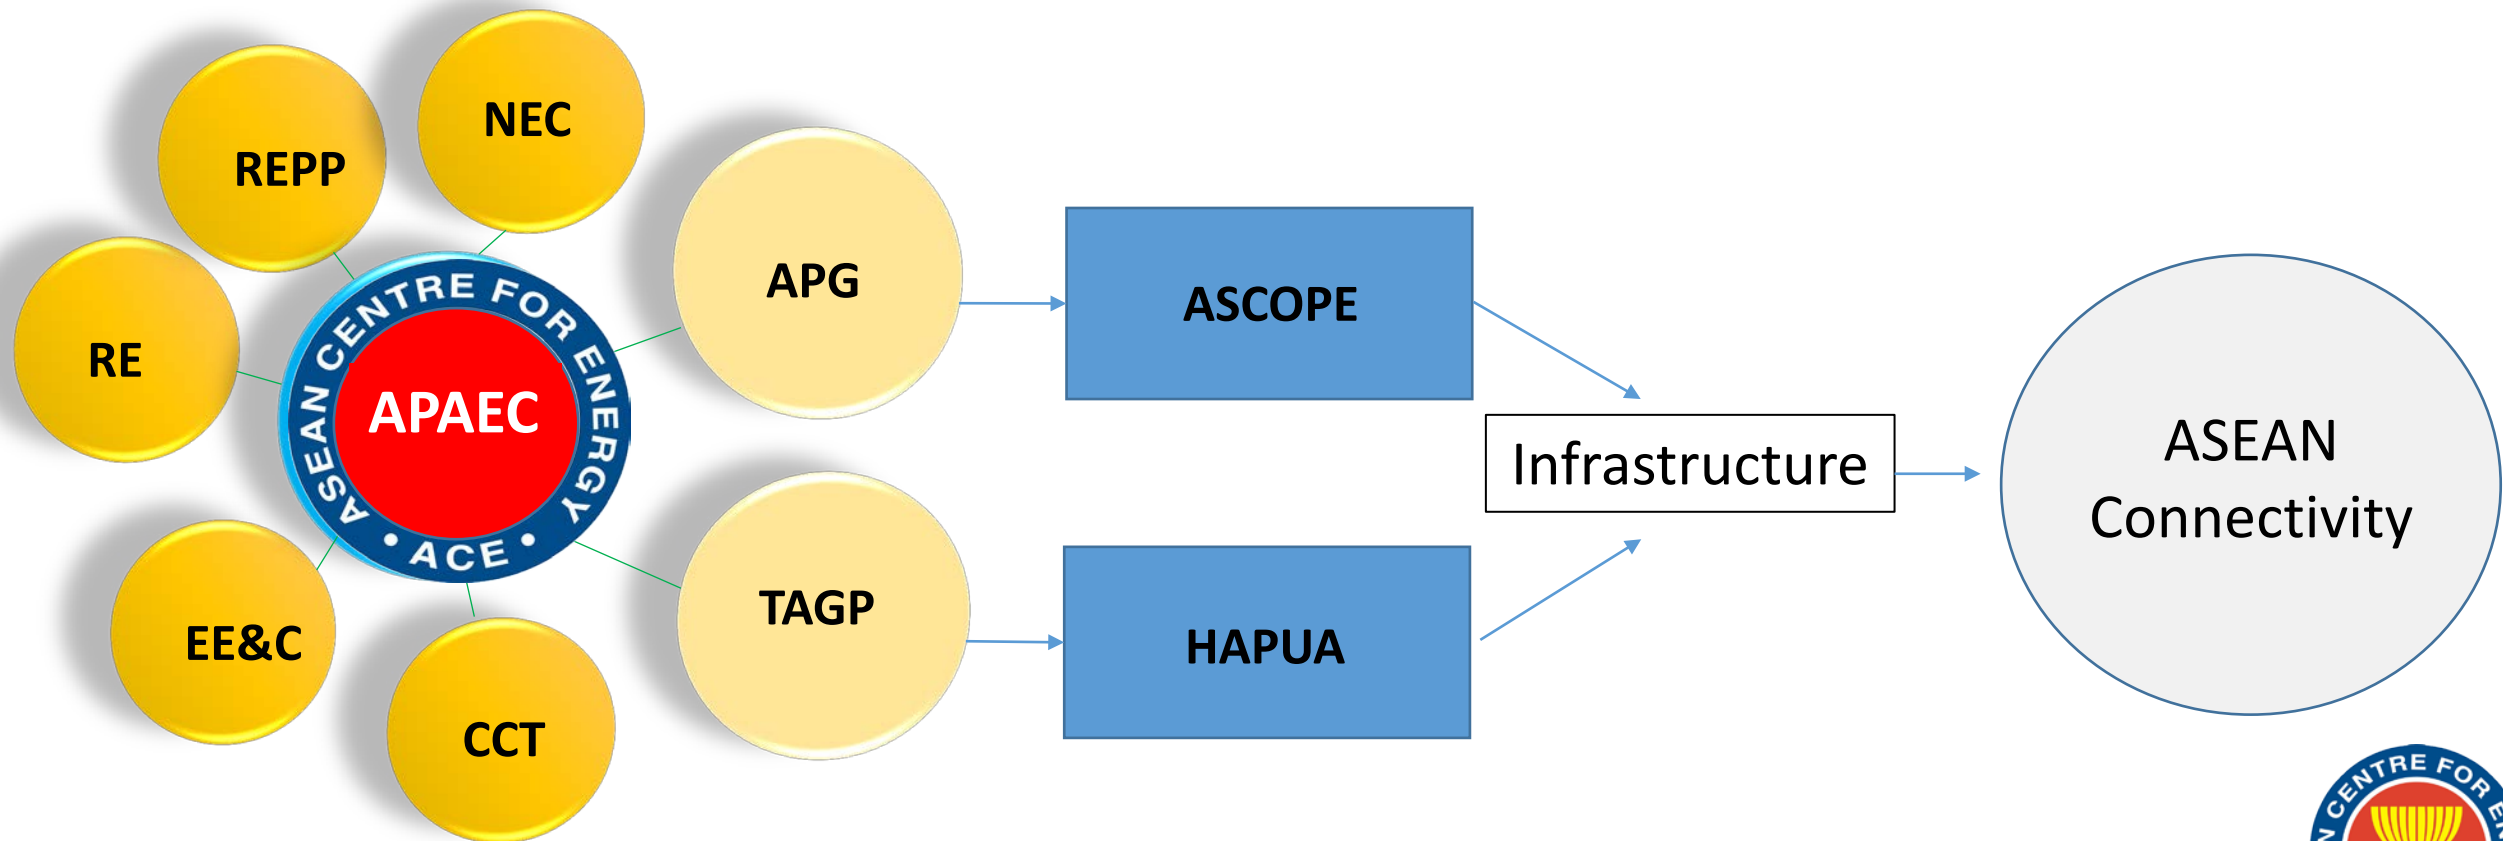 NEC
REPP
RE
APG
TAGP
EE&C
CCT
ASEAN CENTRE FOR ENERGY
• ACE •
APAEC
ASCOPE
HAPUA
Infrastructure
ASEAN
Connectivity
CENTRE FOR